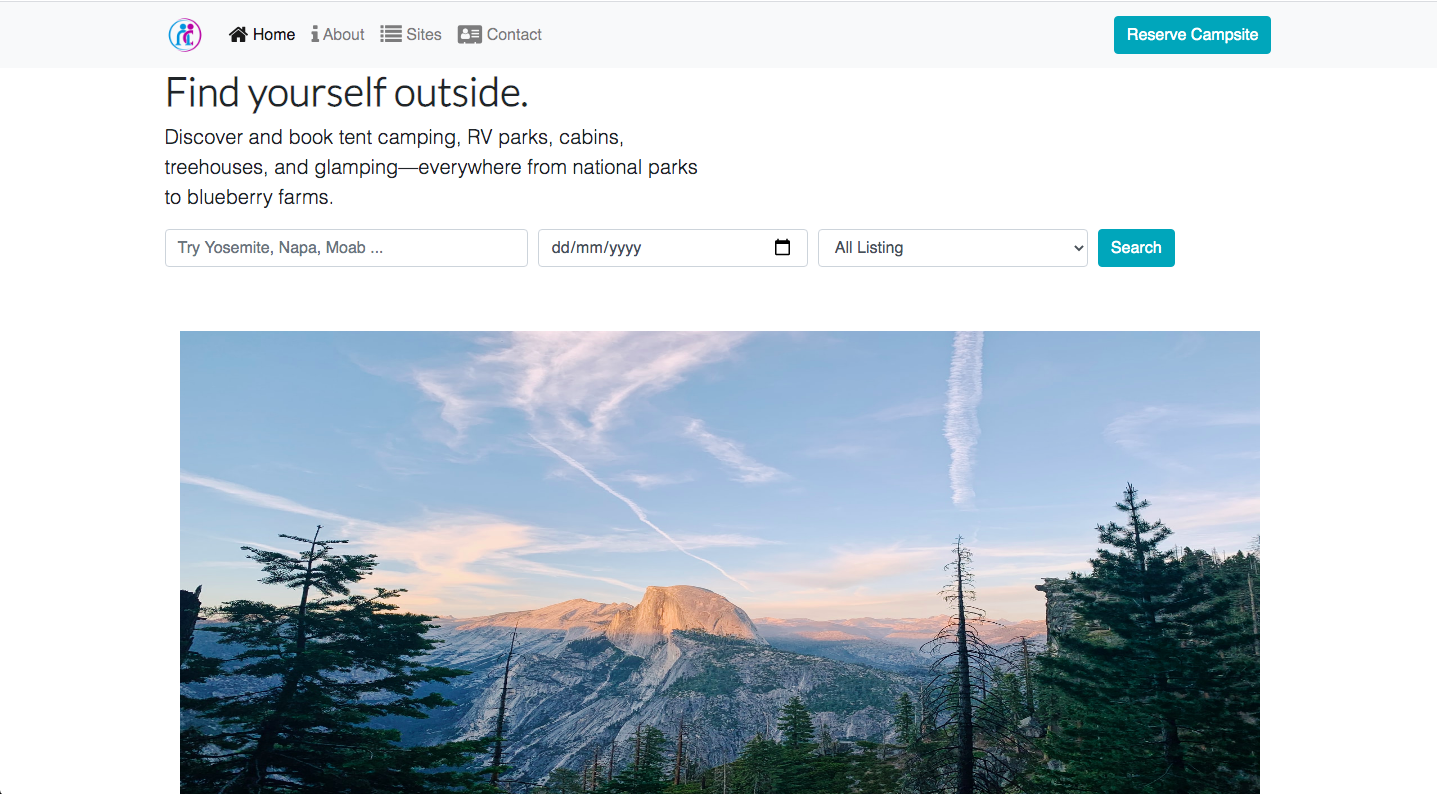 Home About Sites Contact Reserve Campsite
Find yourself outside.
Discover and book tent camping, RV parks, cabins,
treehouses, and glamping—everywhere from national parks
to blueberry farms.
Try Yosemite, Napa, Moab ... dd/mm/yyyy All Listing Search